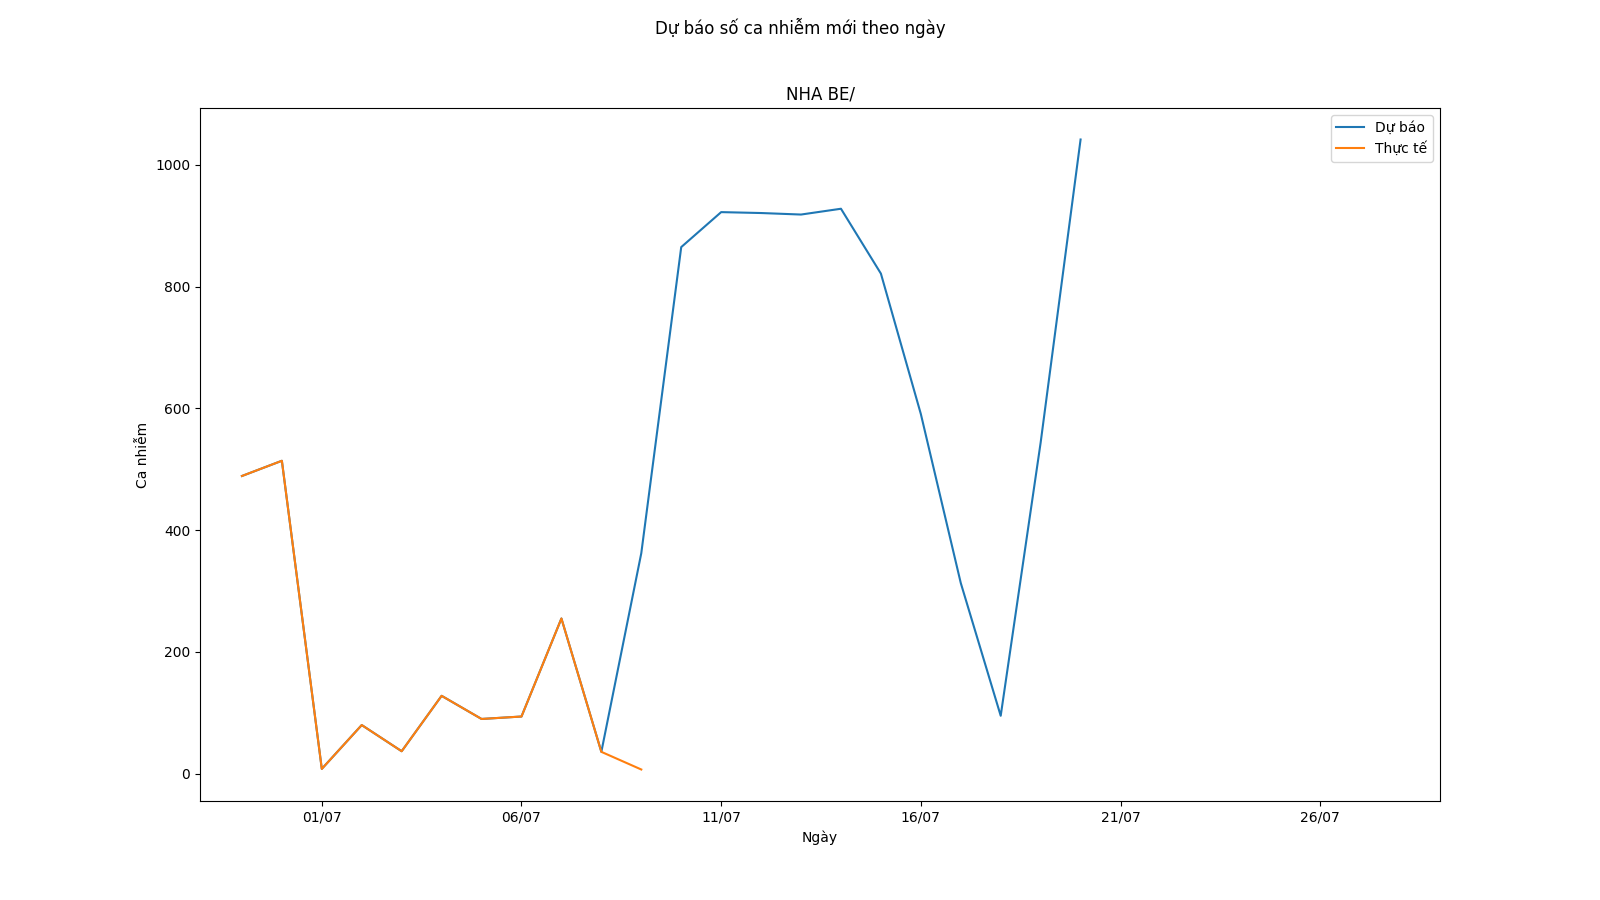 Dự báo số ca nhiễm mới theo ngày
NHA BE/
Dự báo
Thực tế
1000
800
600
400
200
0
Ca nhiễm
01/07 06/07 11/07 16/07 21/07 26/07
Ngày